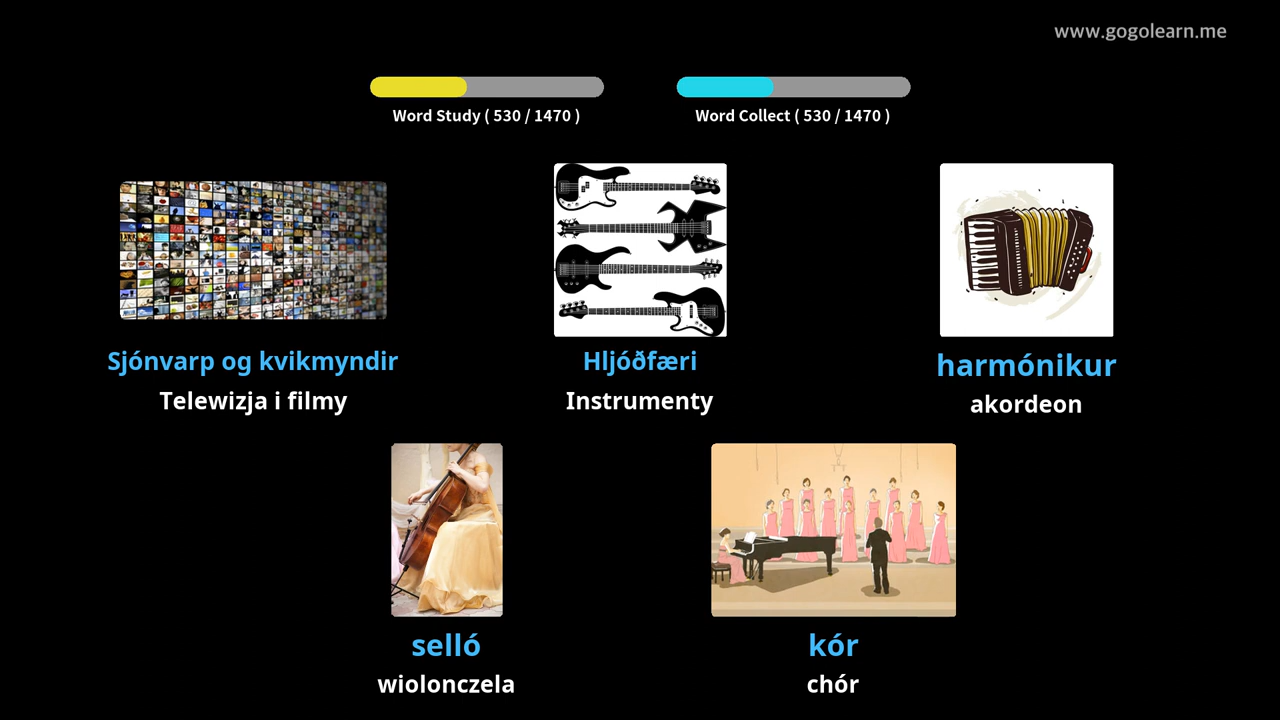 www.gogolearn.me
Word Study ( 530 / 1470 )
Word Collect ( 530 / 1470 )
Sjónvarp og kvikmyndir
Telewizja i filmy
Hljóðfæri
Instrumenty
harmónikur
akordeon
selló
wiolonczela
kór
chór